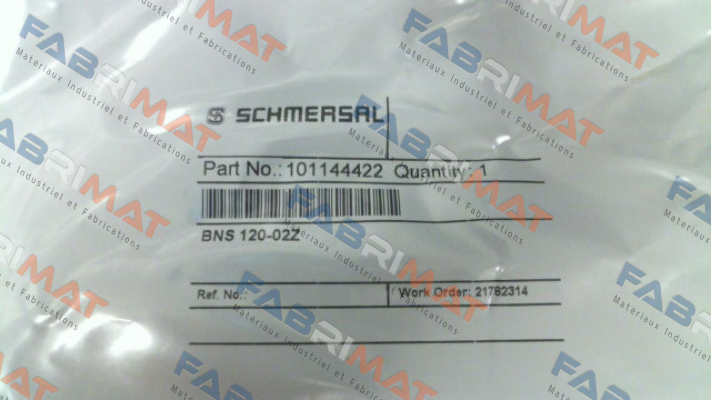 SCHMERSAL
Part No.: 101144422 Quantity: 1
BNS 120-02Z
Ref. No.:
Work Order: 21782314
FABRIMAT
Materiaux Industriel et Fabrications